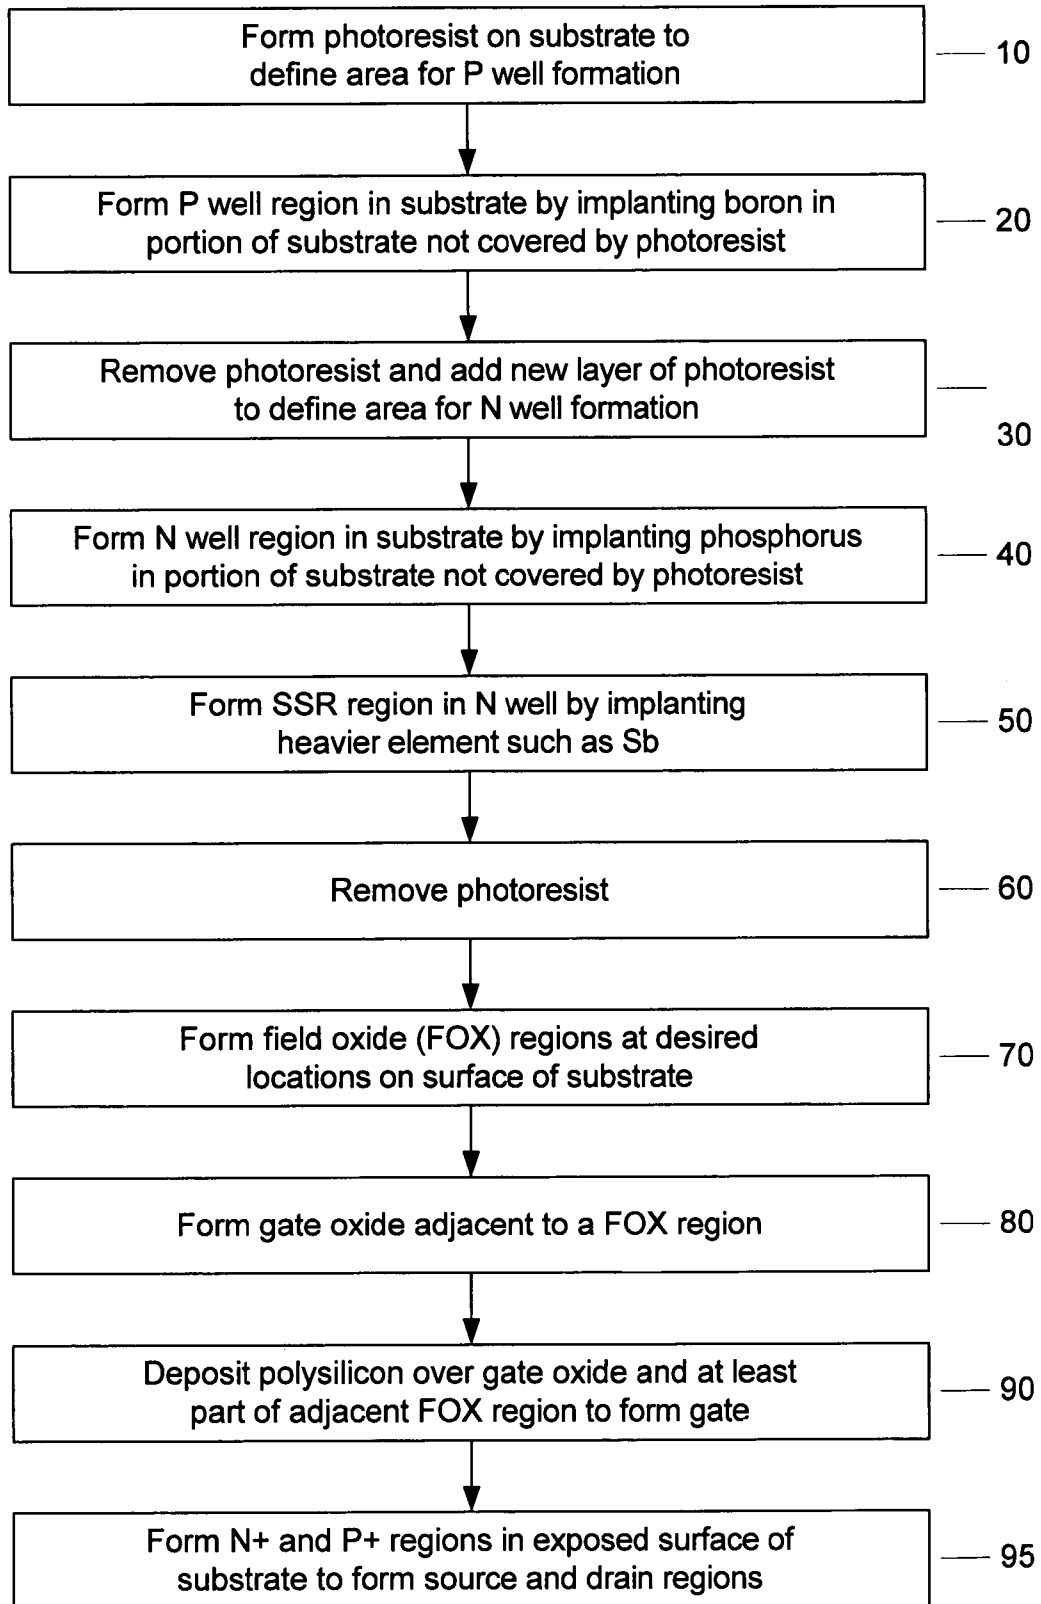 Form photoresist on substrate to
define area for P well formation
10
Form P well region in substrate by implanting boron in
portion of substrate not covered by photoresist
20
Remove photoresist and add new layer of photoresist
to define area for N well formation
30
Form N well region in substrate by implanting phosphorus
in portion of substrate not covered by photoresist
40
Form SSR region in N well by implanting
heavier element such as Sb
50
Remove photoresist
60
Form field oxide (FOX) regions at desired
locations on surface of substrate
70
Form gate oxide adjacent to a FOX region
80
Deposit polysilicon over gate oxide and at least
part of adjacent FOX region to form gate
90
Form N+ and P+ regions in exposed surface of
substrate to form source and drain regions
95